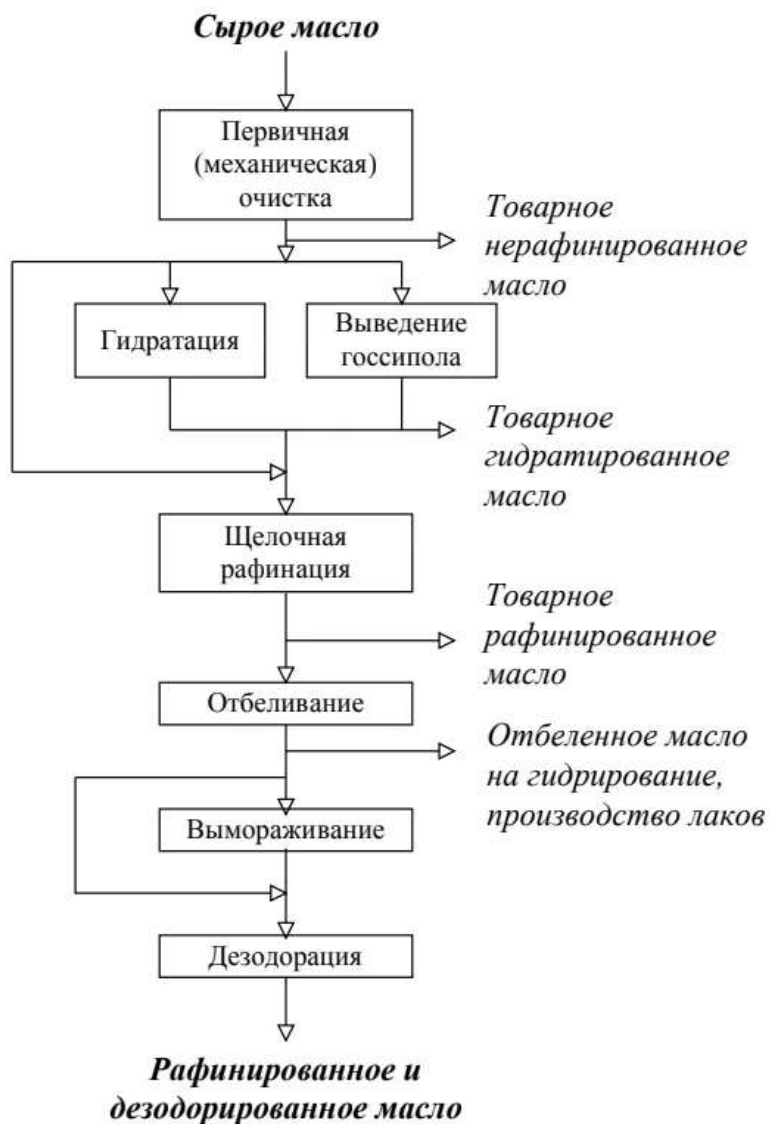 Сырое масло
Первичная
(механическая)
очистка
Товарное
нерафинированное
масло
Гидратация
Выведение
госсипола
Товарное
гидратированное
масло
Щелочная
рафинация
Товарное
рафинированное
масло
Отбеливание
Отбеленное масло
на гидрирование,
производство лаков
Вымораживание
Дезодорация
Рафинированное и
дезодорированное масло